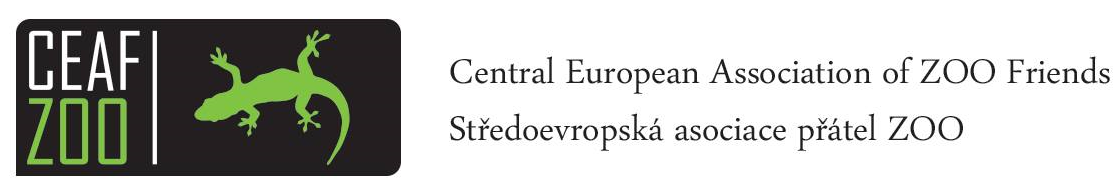 CEAF
ZOO
Central European Association of ZOO Friends
Středoevropská asociace přátel ZOO